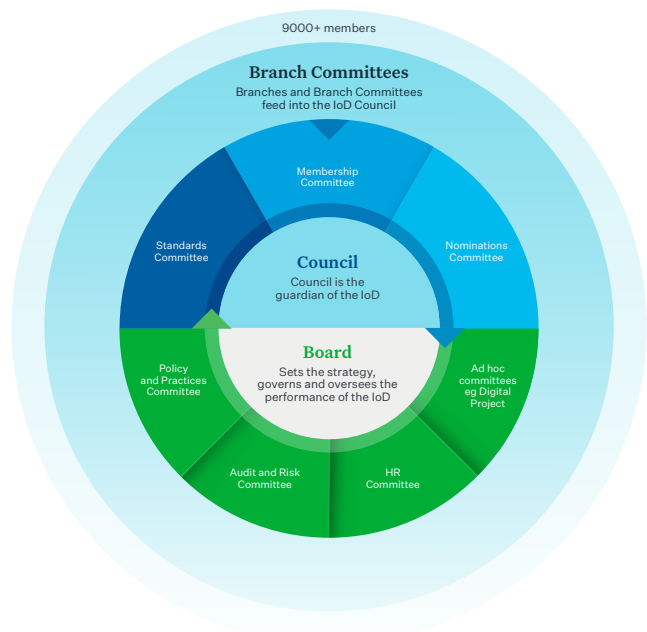 9000+ members
Branch Committees
Branches and Branch Committees
feed into the IoD Council
Membership
Committee
Standards
Committee
Nominations
Committee
Council
Council is the
guardian of the IoD
Board
Sets the strategy,
governs and oversees the
performance of the IoD
Policy
and Practices
Committee
Ad hoc
committees
eg Digital
Project
Audit and Risk
Committee
HR
Committee